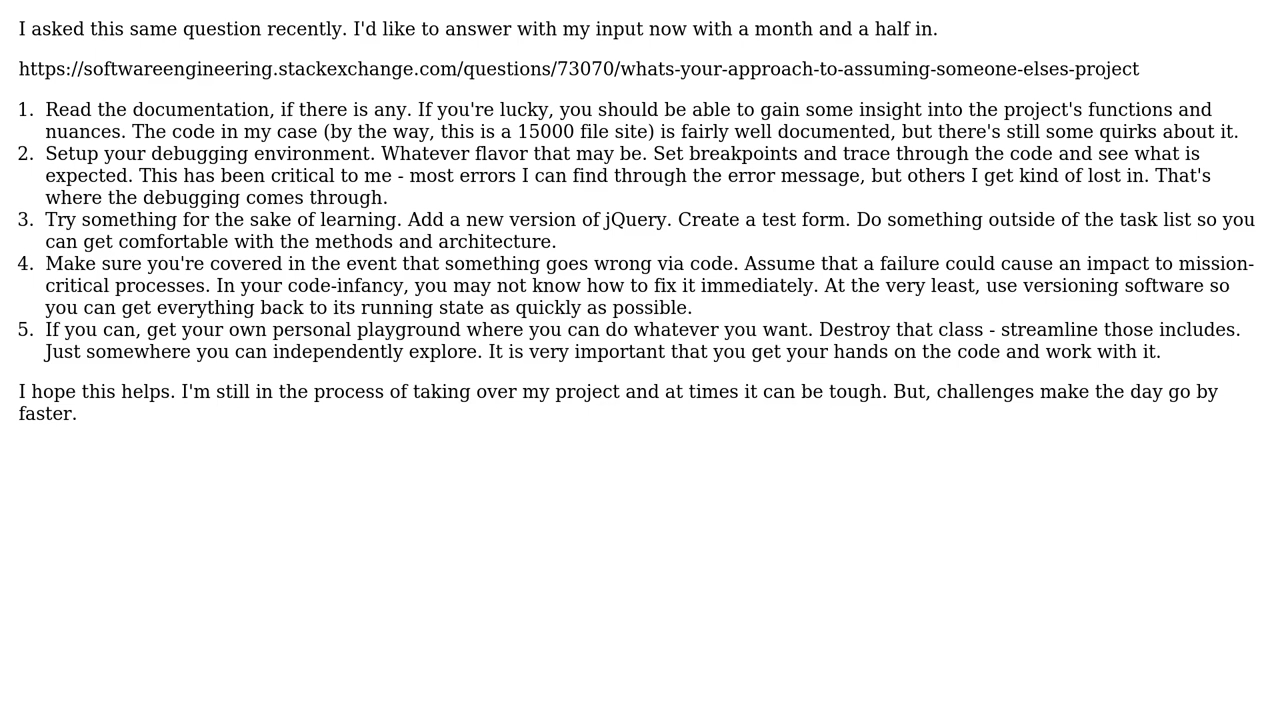 I asked this same question recently. I'd like to answer with my input now with a month and a half in.
https://softwareengineering.stackexchange.com/questions/73070/whats-your-approach-to-assuming-someone-elses-project
1. Read the documentation, if there is any. If you're lucky, you should be able to gain some insight into the project's functions and
nuances. The code in my case (by the way, this is a 15000 file site) is fairly well documented, but there's still some quirks about it.
2. Setup your debugging environment. Whatever flavor that may be. Set breakpoints and trace through the code and see what is
expected. This has been critical to me - most errors I can find through the error message, but others I get kind of lost in. That's
where the debugging comes through.
3. Try something for the sake of learning. Add a new version of jQuery. Create a test form. Do something outside of the task list so you
can get comfortable with the methods and architecture.
4. Make sure you're covered in the event that something goes wrong via code. Assume that a failure could cause an impact to mission-
critical processes. In your code-infancy, you may not know how to fix it immediately. At the very least, use versioning software so
you can get everything back to its running state as quickly as possible.
5. If you can, get your own personal playground where you can do whatever you want. Destroy that class - streamline those includes.
Just somewhere you can independently explore. It is very important that you get your hands on the code and work with it.
I hope this helps. I'm still in the process of taking over my project and at times it can be tough. But, challenges make the day go by
faster.